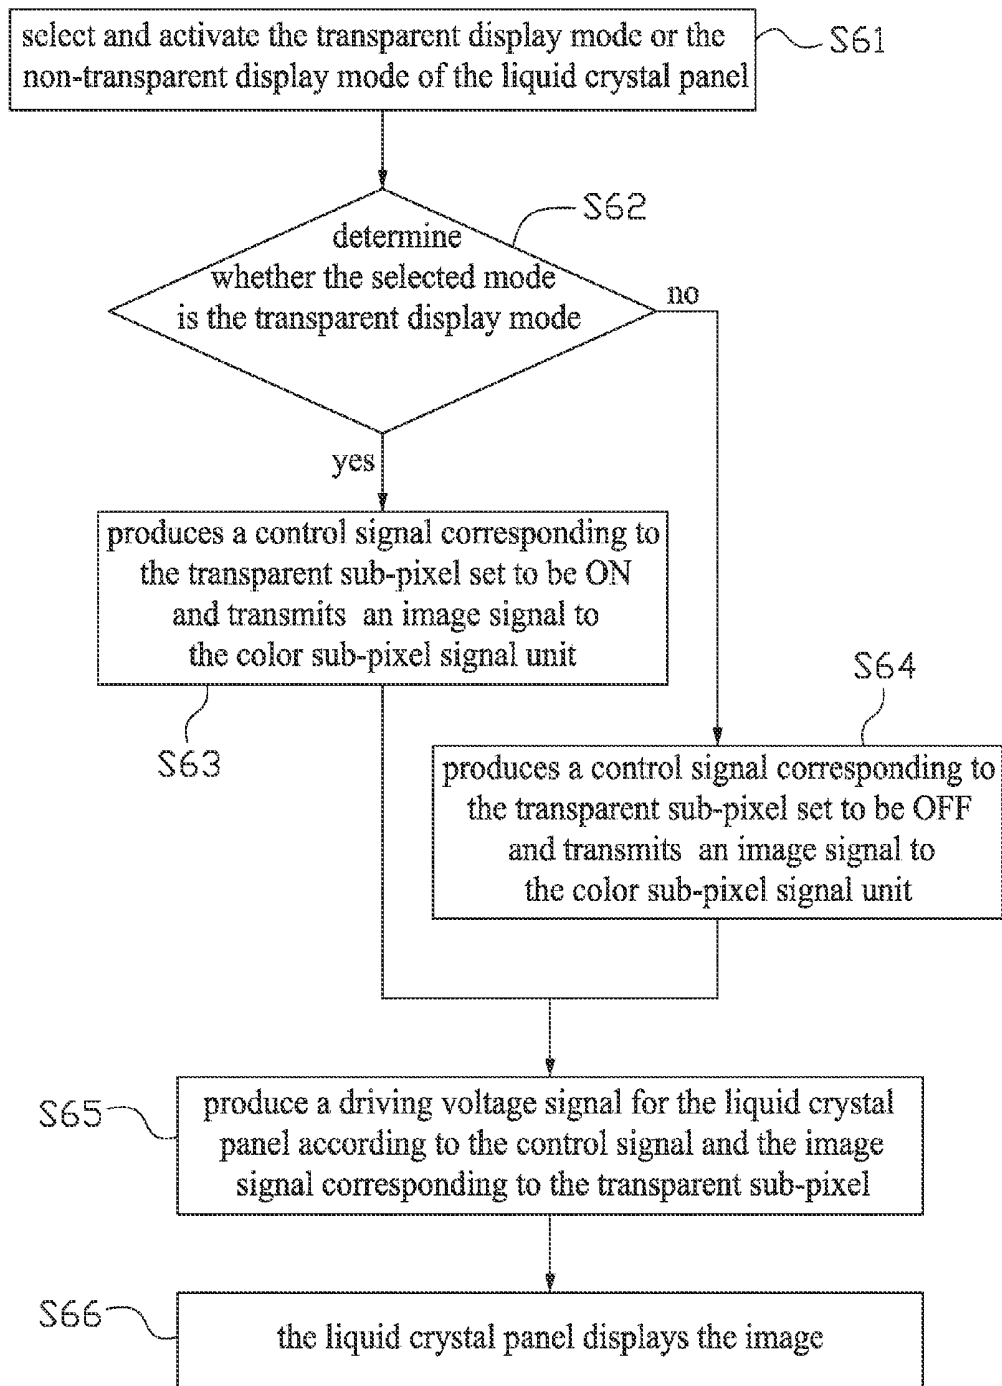 select and activate the transparent display mode or the
non-transparent display mode of the liquid crystal panel
S61
S62
determine
whether the selected mode
is the transparent display mode
no
yes
produces a control signal corresponding to
the transparent sub-pixel set to be ON
and transmits an image signal to
the color sub-pixel signal unit
S63
S64
produces a control signal corresponding to
the transparent sub-pixel set to be OFF
and transmits an image signal to
the color sub-pixel signal unit
S65
produce a driving voltage signal for the liquid crystal
panel according to the control signal and the image
signal corresponding to the transparent sub-pixel
S66
the liquid crystal panel displays the image